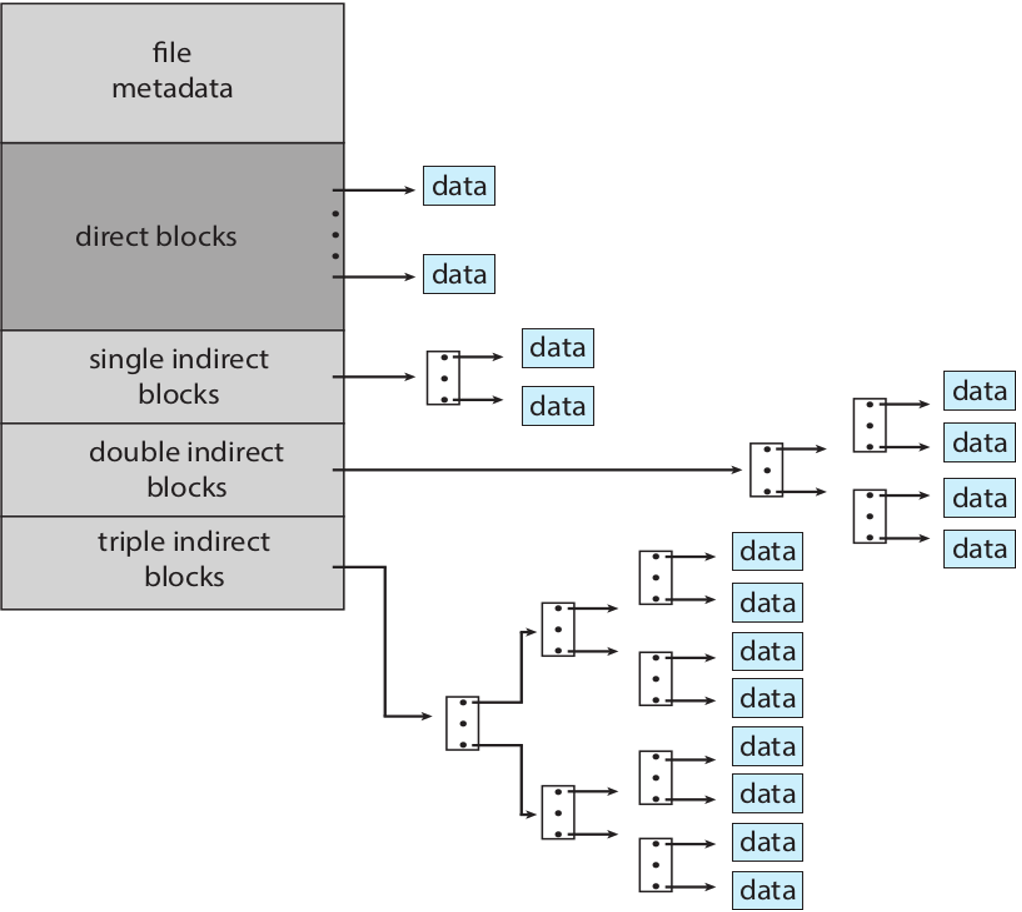 file
metadata
direct blocks
data
data
single indirect
blocks
data
data
double indirect
blocks
data
data
data
data
triple indirect
blocks
data
data
data
data
data
data
data
data